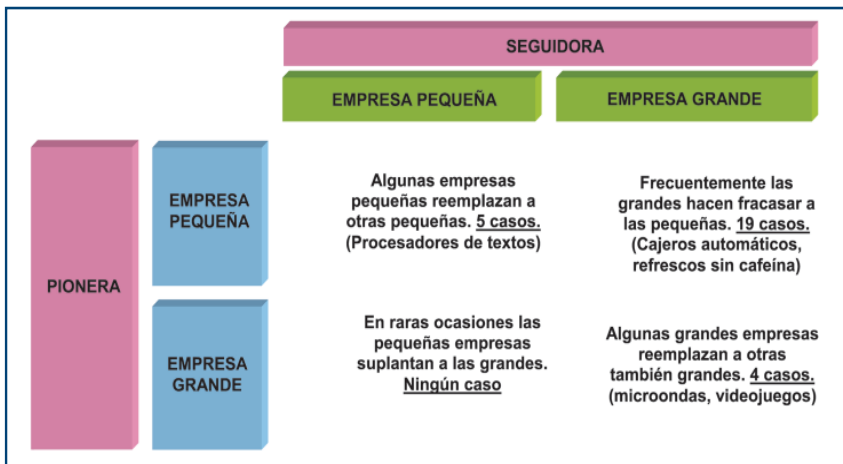 SEGUIDORA
EMPRESA PEQUEÑA
EMPRESA GRANDE
PIONERA
EMPRESA
PEQUEÑA
Algunas empresas
pequeñas reemplazan a
otras pequeñas. 5 casos.
(Procesadores de textos)
Frecuentemente las
grandes hacen fracasar a
las pequeñas. 19 casos.
(Cajeros automáticos,
refrescos sin cafeína)
EMPRESA
GRANDE
En raras ocasiones las
pequeñas empresas
suplantan a las grandes.
Ningún caso
Algunas grandes empresas
reemplazan a otras
también grandes. 4 casos.
(microondas, videojuegos)